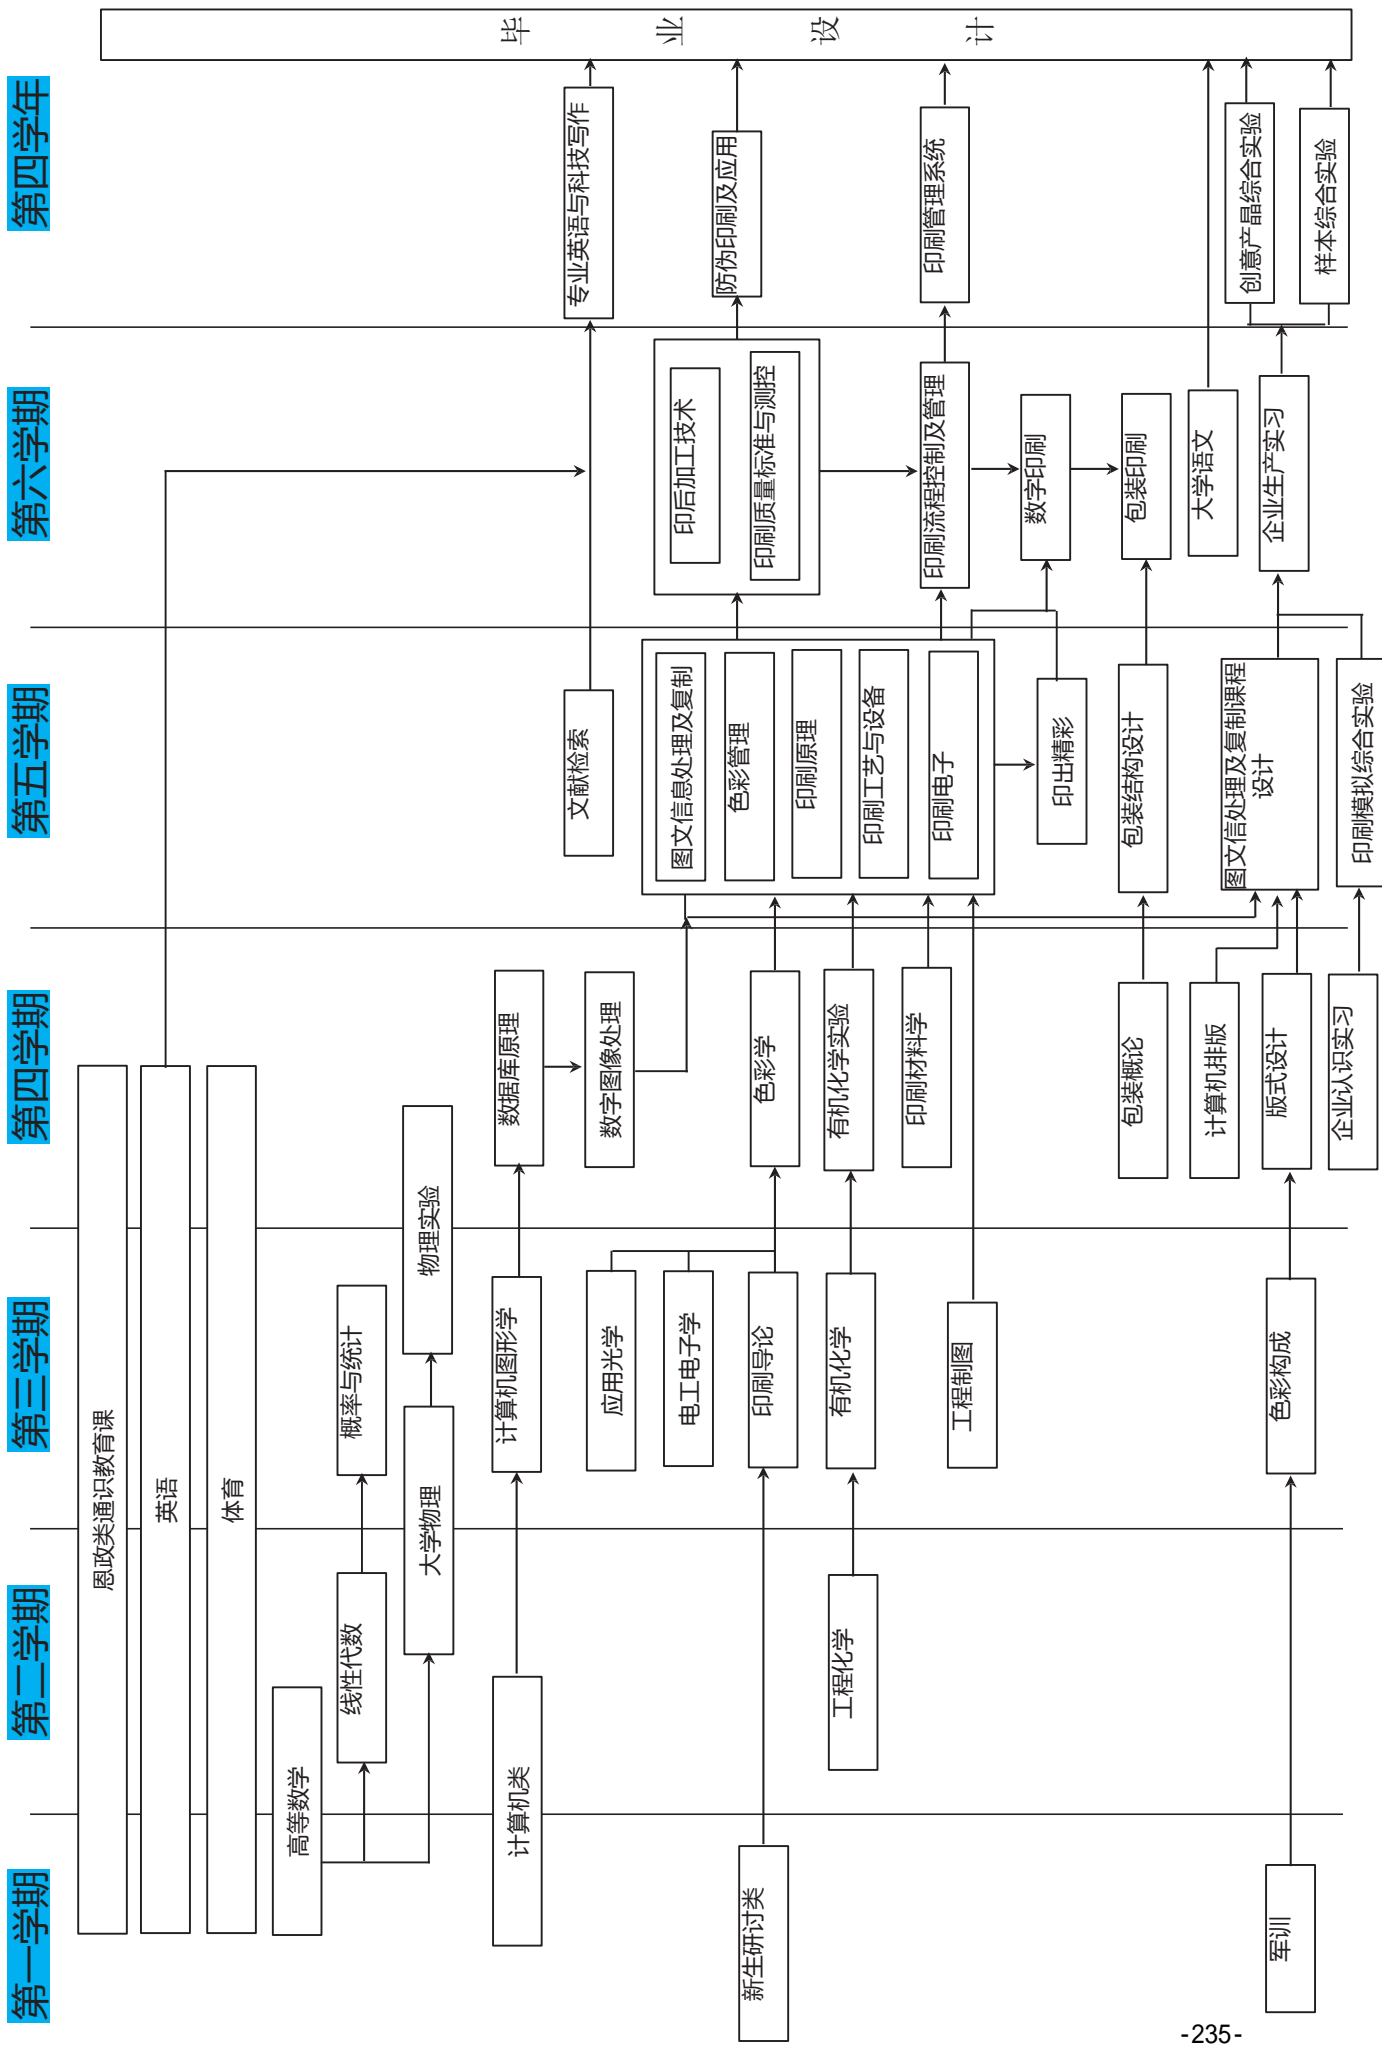 第一学期
第二学期
第三学期
第四学期
第五学期
第六学期
第四学年
恩政类通识教育课
英语
体育
高等数学
线性代数
概率与统计
大学物理
物理实验
计算机类
计算机图形学
数据库原理
数字图像处理
文献检索
专业英语与科技写作
应用光学
电工电子学
新生研讨类
印刷导论
色彩学
工程化学
有机化学
有机化学实验
印刷材料学
工程制图
图文信息处理及复制
色彩管理
印刷原理
印刷工艺与设备
印刷电子
印出精彩
印后加工技术
印刷质量标准与测控
防伪印刷及应用
印刷流程控制及管理
印刷管理系统
数字印刷
包装概论
包装结构设计
包装印刷
大学语文
计算机排版
军训
色彩构成
版式设计
图文信处理及复制课程
设计
企业认识实习
印刷模拟综合实验
企业生产实习
创意产晶综合实验
样本综合实验
毕业设计
-235-